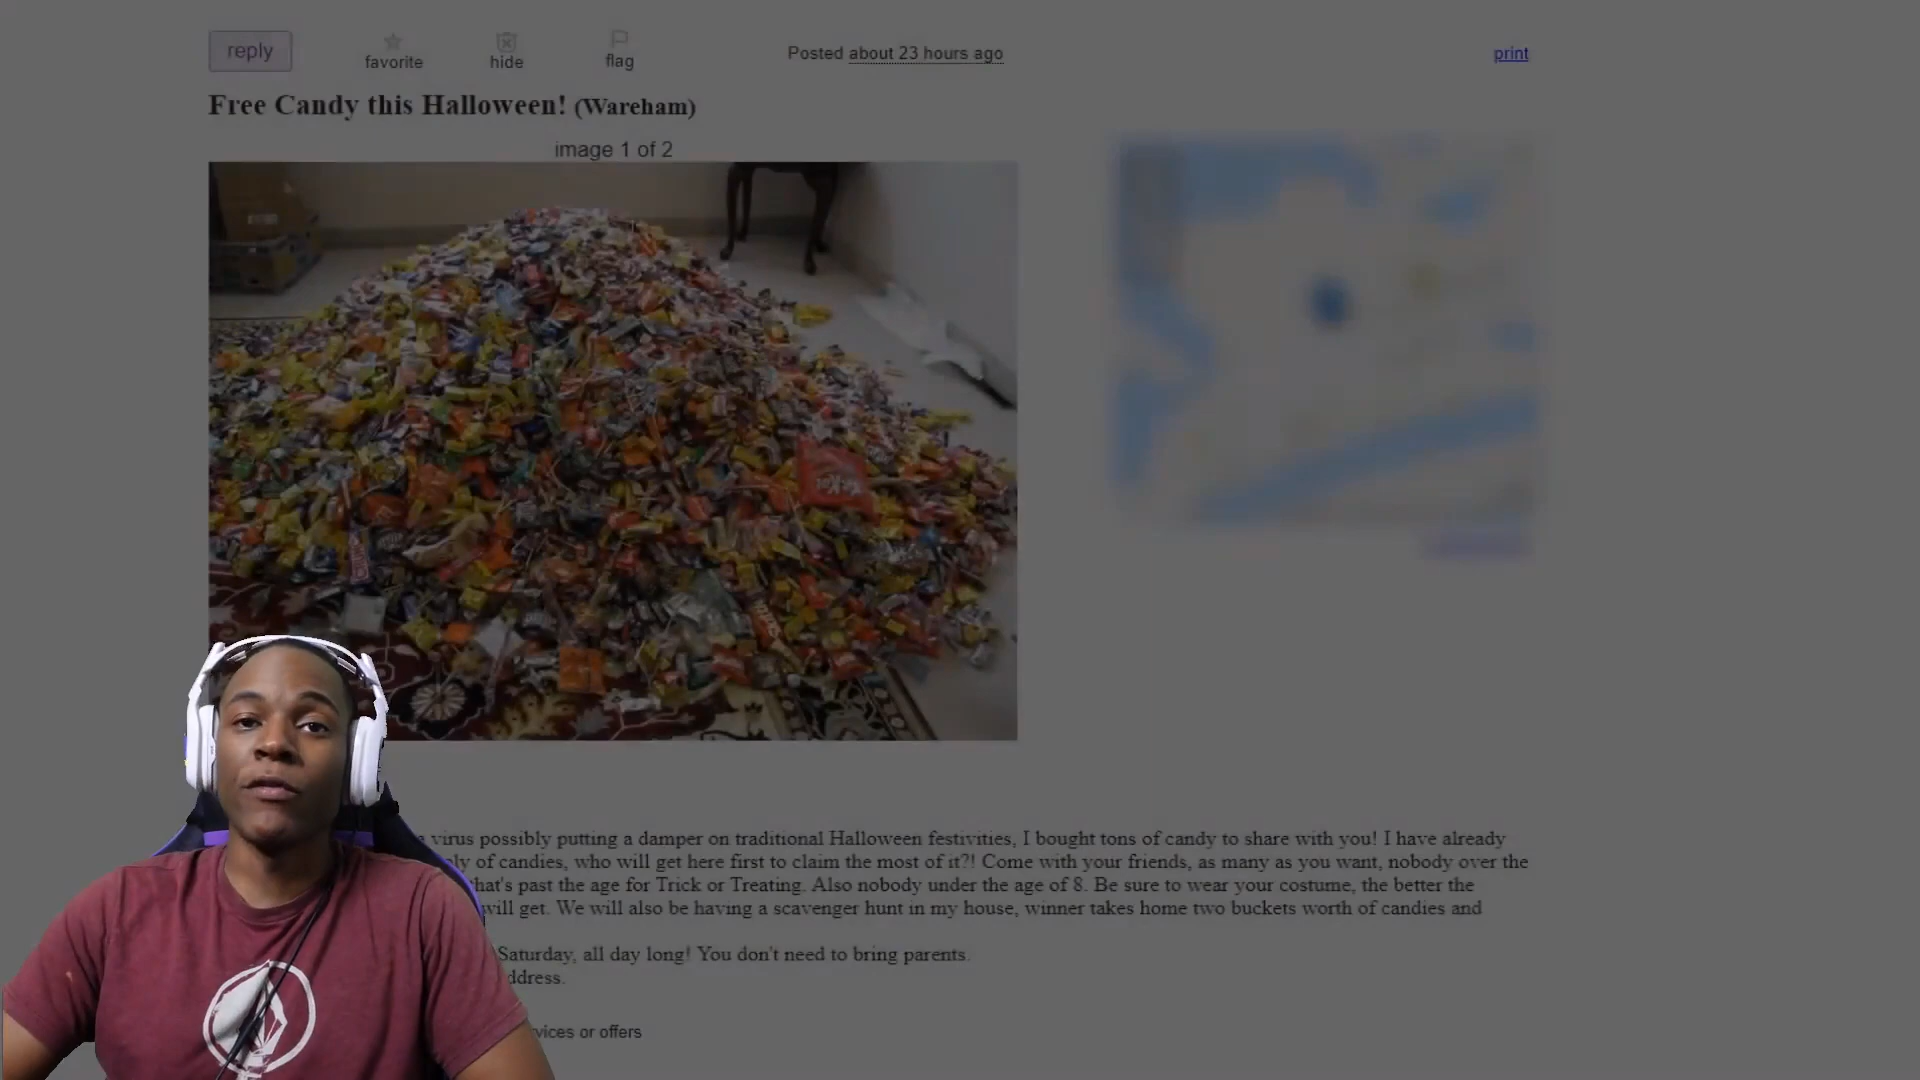 reply
favorite
hide
flag
Posted about 23 hours ago
print
Free Candy this Halloween! (Wareham)
image 1 of 2
KitKat
virus possibly putting a damper on traditional Halloween festivities, I bought tons of candy to share with you! I have already
of candies, who will get here first to claim the most of it?! Come with your friends, as many as you want, nobody over the
that's past the age for Trick or Treating. Also nobody under the age of 8. Be sure to wear your costume, the better the
will get. We will also be having a scavenger hunt in my house, winner takes home two buckets worth of candies and
Saturday, all day long! You don't need to bring parents.
ddress.
vices or offers